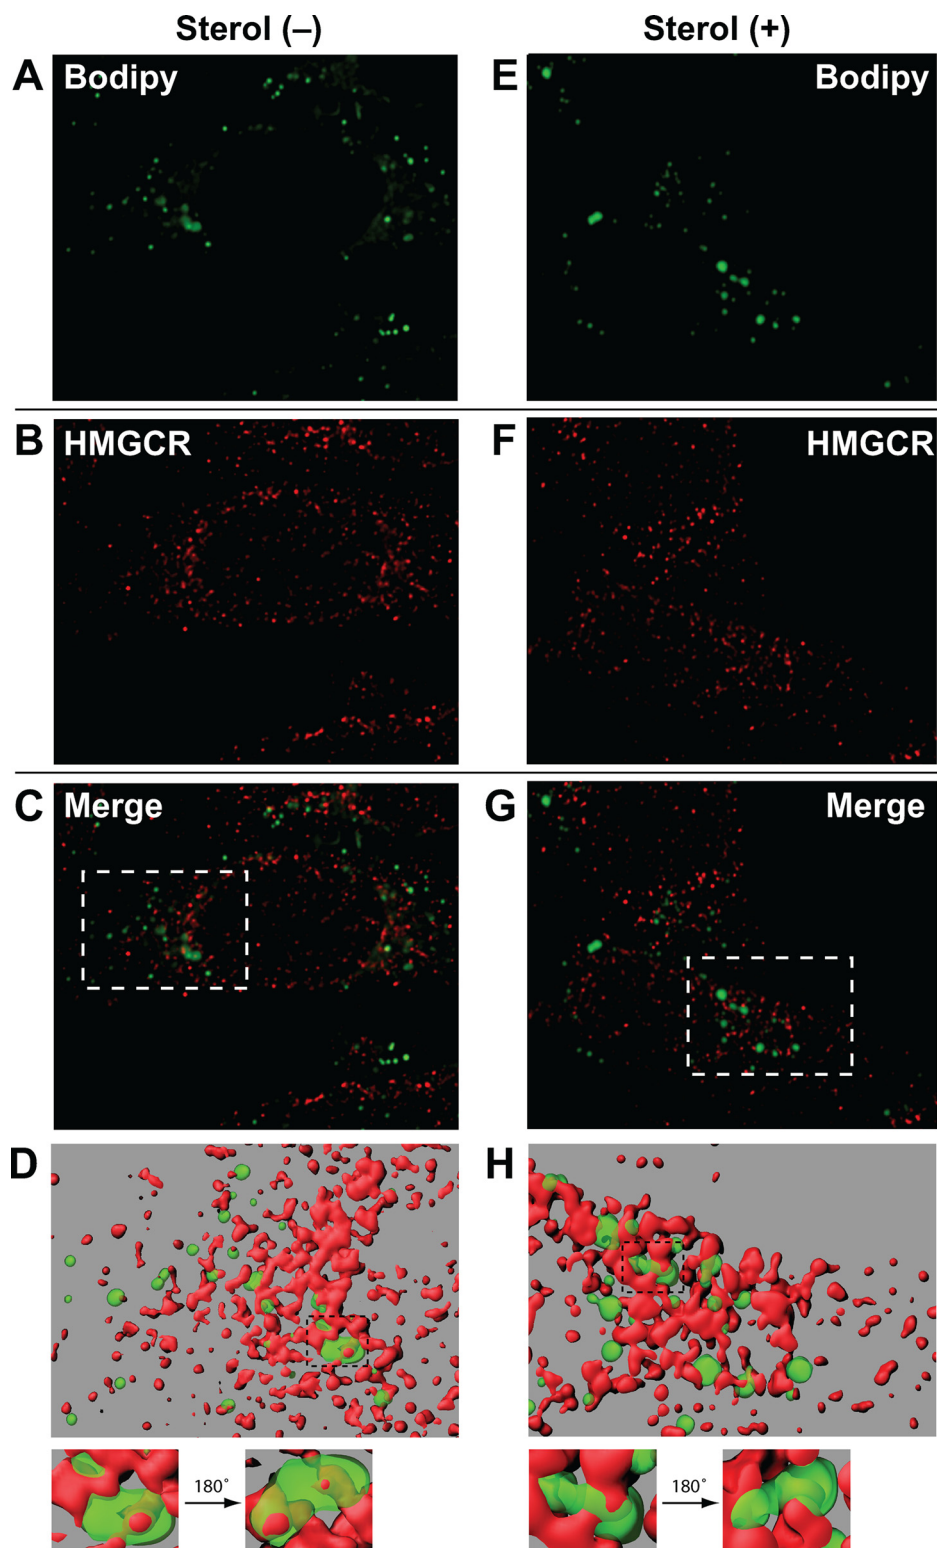 Sterol (–)
Sterol (+)
A
Bodipy
E
Bodipy
B
HMGCR
F
HMGCR
C
Merge
G
Merge
D
H
180°
180°